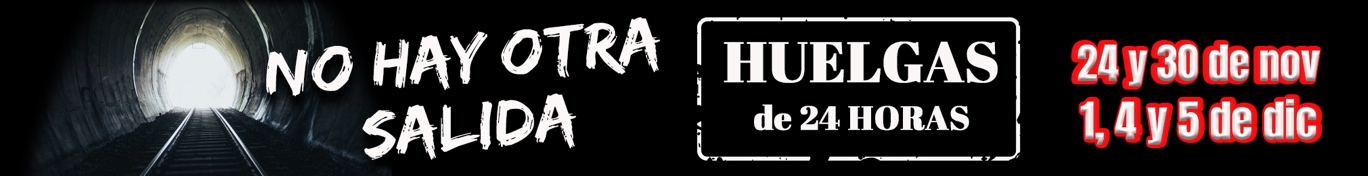 NO HAY OTRA
SALIDA
HUELGAS
de 24 HORAS
24 y 30 de nov
1, 4 y 5 de dic